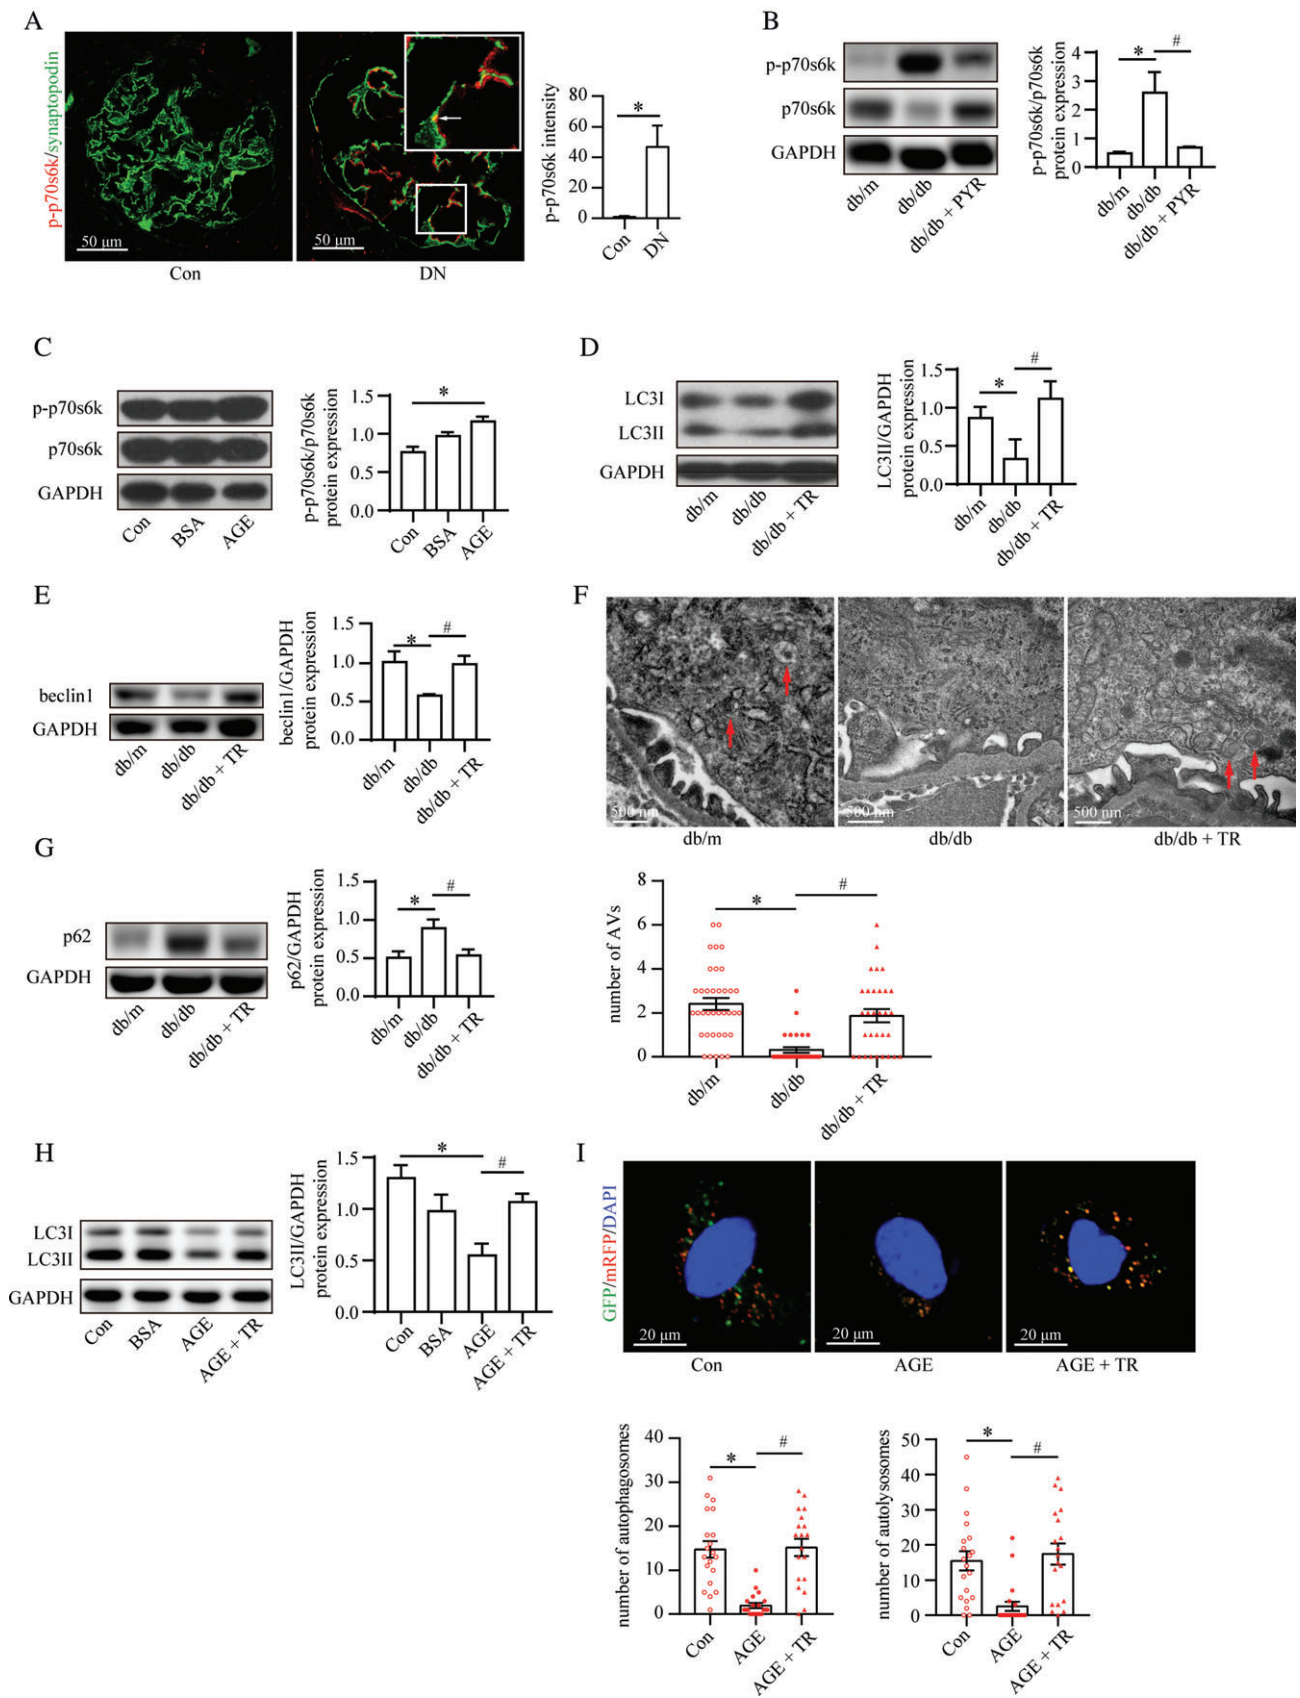 A
p-p70s6k/synaptopodin
50 μm
50 μm
Con
DN
p-p70s6k intensity
80
60
40
20
0
*
Con
DN
B
p-p70s6k
p70s6k
GAPDH
db/m
db/db
db/db + PYR
p-p70s6k/p70s6k
protein expression
4
3
2
1
0
*
#
db/m
db/db
db/db + PYR
C
p-p70s6k
p70s6k
GAPDH
Con
BSA
AGE
p-p70s6k/p70s6k
protein expression
1.5
1.0
0.5
0.0
*
Con
BSA
AGE
D
LC3I
LC3II
GAPDH
db/m
db/db
db/db + TR
LC3II/GAPDH
protein expression
1.5
1.0
0.5
0.0
*
#
db/m
db/db
db/db + TR
E
beclin1
GAPDH
db/m
db/db
db/db + TR
beclin1/GAPDH
protein expression
1.5
1.0
0.5
0.0
*
#
db/m
db/db
db/db + TR
F
500 nm
500 nm
500 nm
db/m
db/db
db/db + TR
number of AVs
8
6
4
2
0
*
#
db/m
db/db
db/db + TR
G
p62
GAPDH
db/m
db/db
db/db + TR
p62/GAPDH
protein expression
1.5
1.0
0.5
0.0
*
#
db/m
db/db
db/db + TR
H
LC3I
LC3II
GAPDH
Con
BSA
AGE
AGE + TR
LC3II/GAPDH
protein expression
1.5
1.0
0.5
0.0
*
#
Con
BSA
AGE
AGE + TR
I
GFP/mRFP/DAPI
20 μm
20 μm
20 μm
Con
AGE
AGE + TR
number of autophagosomes
40
30
20
10
0
*
#
Con
AGE
AGE + TR
number of autolysosomes
50
40
30
20
10
0
*
#
Con
AGE
AGE + TR